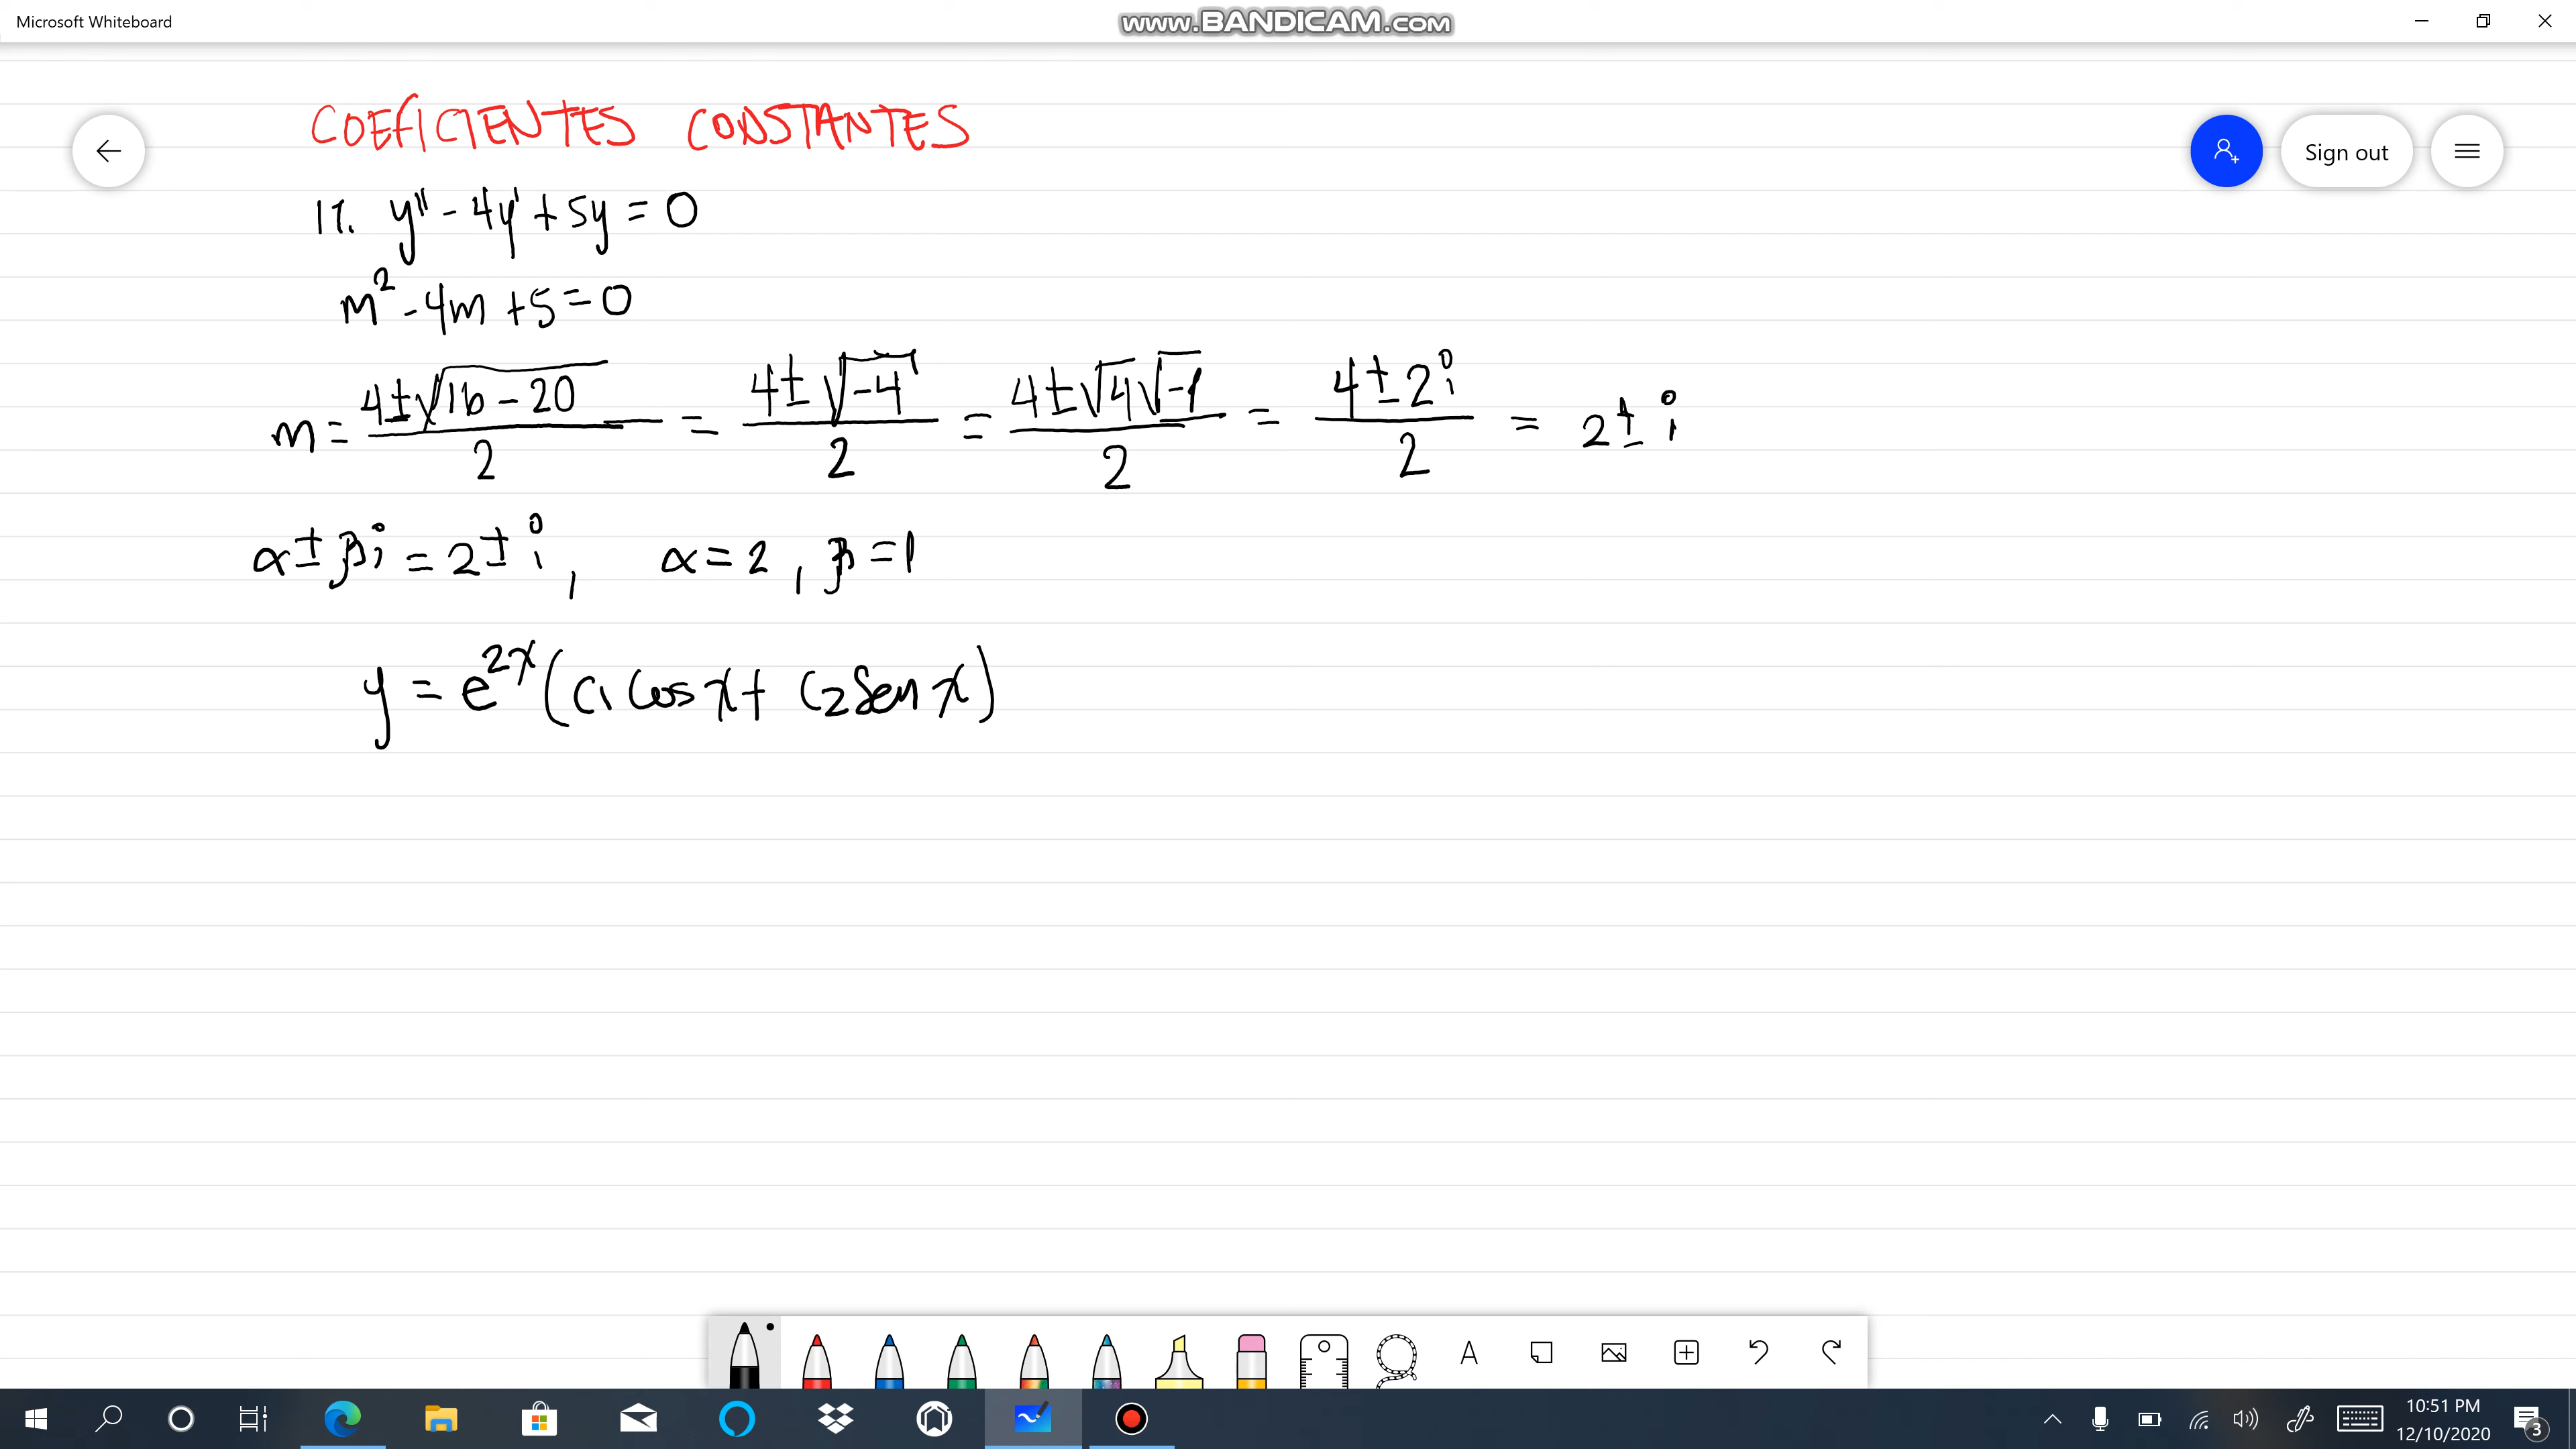 Microsoft Whiteboard
www.BANDICAM.com
COEFICIENTES CONSTANTES
Sign out
17. y'' - 4y' + 5y = 0
m² - 4m + 5 = 0
m = (4 ± √(16 - 20))/2 = (4 ± √(-4))/2 = (4 ± √4 √-1)/2 = (4 ± 2i)/2 = 2 ± i
α ± βi = 2 ± i, α = 2, β = 1
y = e^(2x) (C1 Cos x + C2 Sen x)
A
10:51 PM
12/10/2020
3